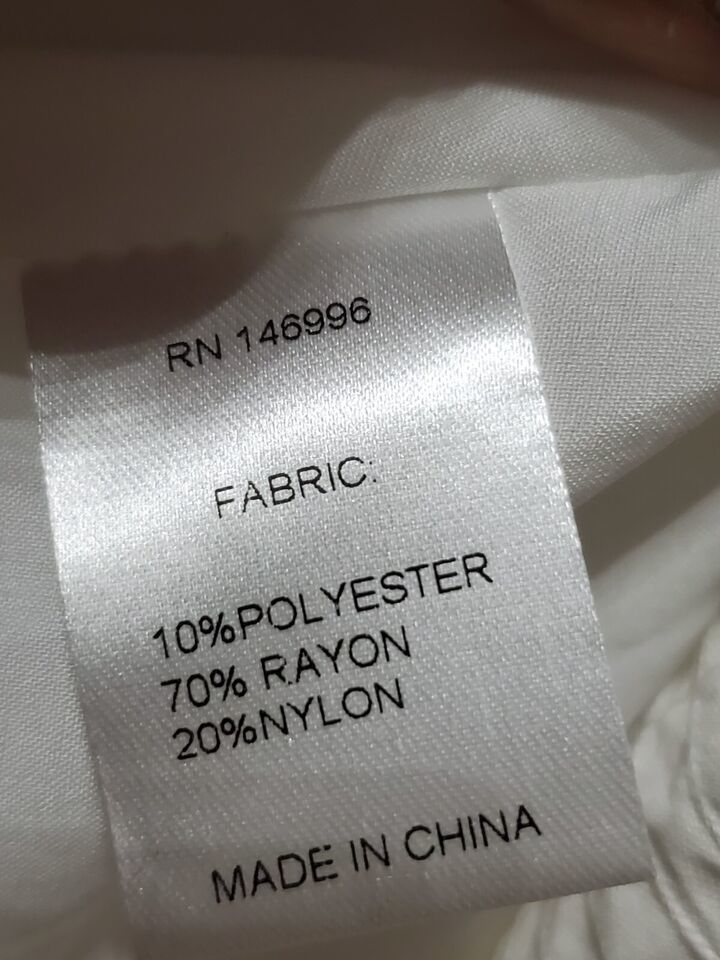 RN 146996
FABRIC:
10%POLYESTER
70% RAYON
20%NYLON
MADE IN CHINA